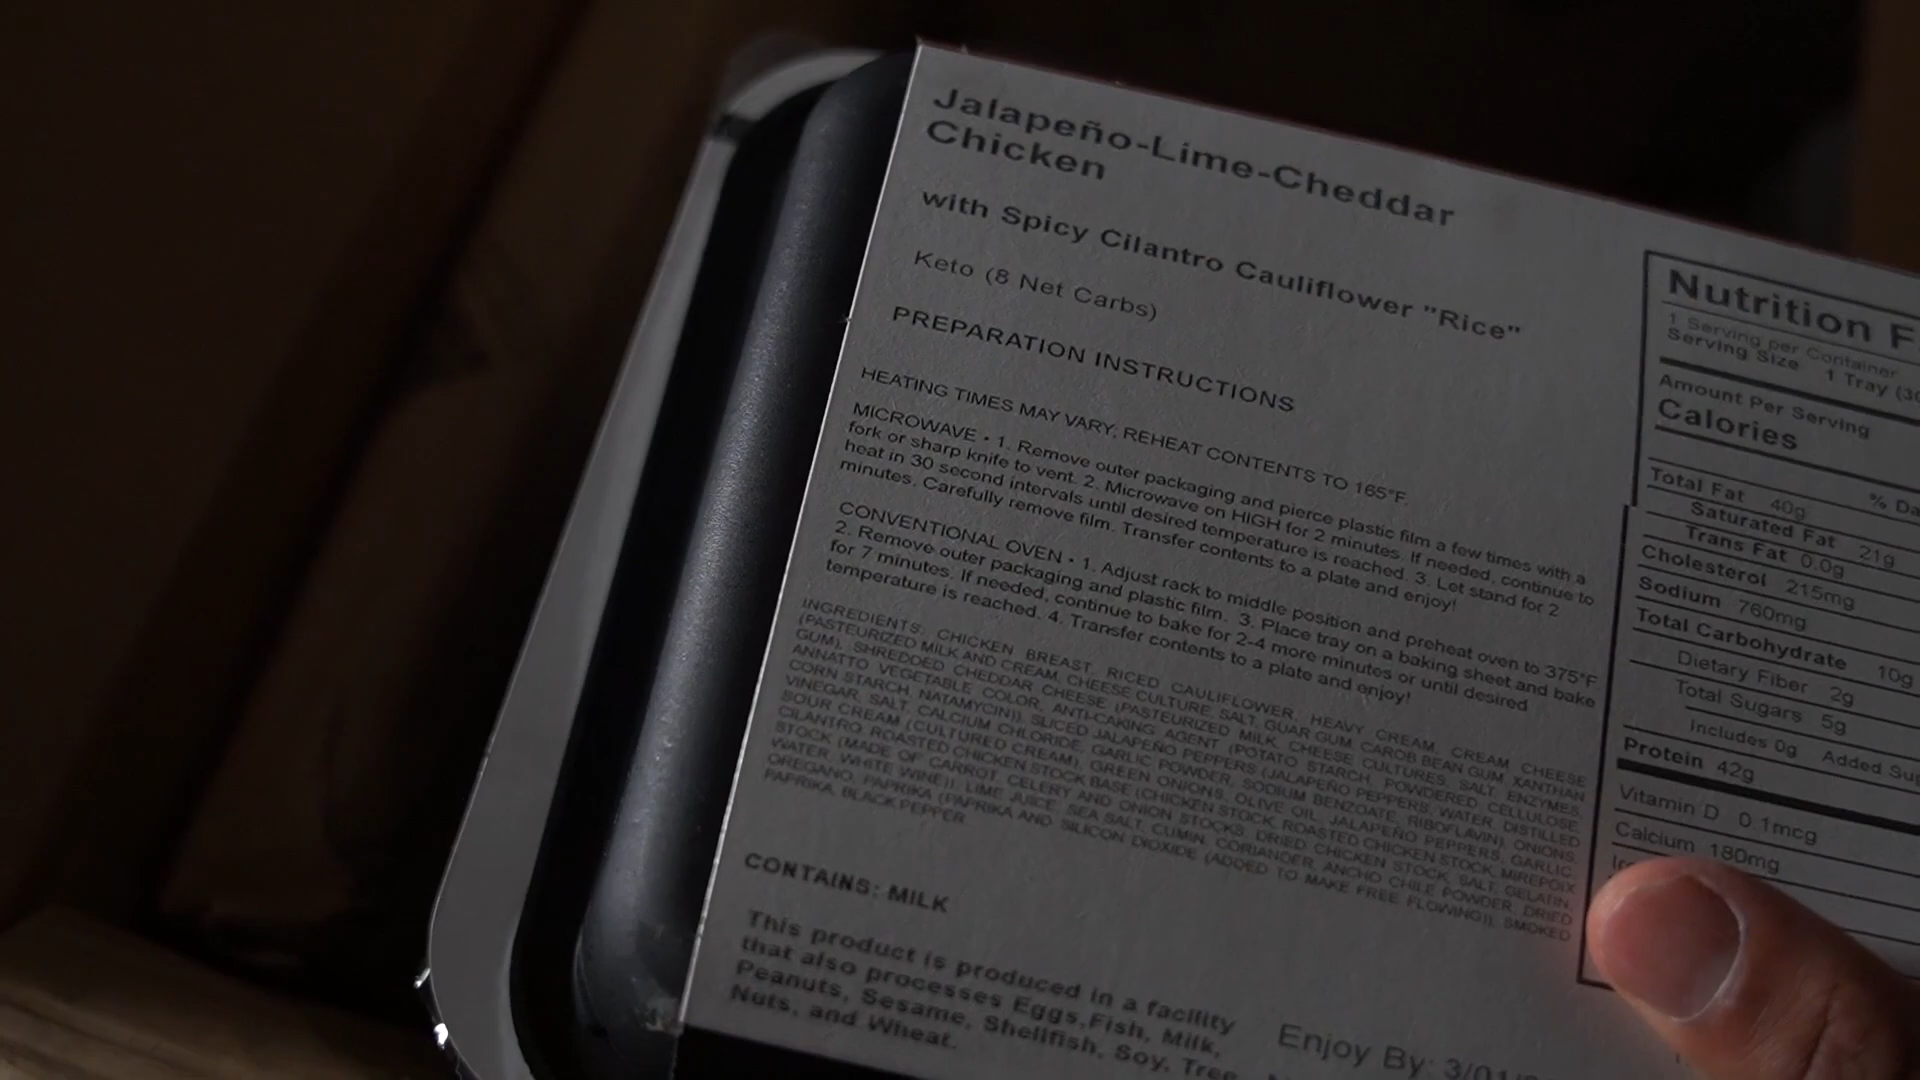 Jalapeño-Lime-Cheddar
Chicken
with Spicy Cilantro Cauliflower "Rice"
Keto (8 Net Carbs)
PREPARATION INSTRUCTIONS
HEATING TIMES MAY VARY; REHEAT CONTENTS TO 165°F.
MICROWAVE • 1. Remove outer packaging and pierce plastic film a few times with a
fork or sharp knife to vent. 2. Microwave on HIGH for 2 minutes. If needed, continue to
heat in 30 second intervals until desired temperature is reached. 3. Let stand for 2
minutes. Carefully remove film. Transfer contents to a plate and enjoy!
CONVENTIONAL OVEN • 1. Adjust rack to middle position and preheat oven to 375°F
2. Remove outer packaging and plastic film. 3. Place tray on a baking sheet and bake
for 7 minutes. If needed, continue to bake for 2-4 more minutes or until desired
temperature is reached. 4. Transfer contents to a plate and enjoy!
INGREDIENTS: CHICKEN BREAST, RICED CAULIFLOWER, HEAVY CREAM, CREAM CHEESE
(PASTEURIZED MILK AND CREAM, CHEESE CULTURE, SALT, GUAR GUM, CAROB BEAN GUM, XANTHAN
GUM), SHREDDED CHEDDAR CHEESE (PASTEURIZED MILK, CHEESE CULTURES, SALT, ENZYMES,
ANNATTO VEGETABLE COLOR, ANTI-CAKING AGENT (POTATO STARCH, POWDERED CELLULOSE,
CORN STARCH, NATAMYCIN)), SLICED JALAPEÑO PEPPERS (JALAPEÑO PEPPERS, WATER, DISTILLED
VINEGAR, SALT, CALCIUM CHLORIDE, GARLIC POWDER, SODIUM BENZOATE, RIBOFLAVIN), ONIONS,
SOUR CREAM (CULTURED CREAM), GREEN ONIONS, OLIVE OIL, JALAPEÑO PEPPERS, GARLIC,
CILANTRO, ROASTED CHICKEN STOCK BASE (CHICKEN STOCK, ROASTED CHICKEN STOCK, MIREPOIX
STOCK (MADE OF CARROT, CELERY AND ONION STOCKS, DRIED CHICKEN STOCK, SALT, GELATIN,
WATER, WHITE WINE)), LIME JUICE, SEA SALT, CUMIN, CORIANDER, ANCHO CHILE POWDER, DRIED
OREGANO, PAPRIKA (PAPRIKA AND SILICON DIOXIDE (ADDED TO MAKE FREE FLOWING)), SMOKED
PAPRIKA, BLACK PEPPER
CONTAINS: MILK
This product is produced in a facility
that also processes Eggs,Fish, Milk,
Peanuts, Sesame, Shellfish, Soy, Tree
Nuts, and Wheat.
Enjoy By: 3/01/
Nutrition F
1 Serving per Container
Serving Size 1 Tray (30
Amount Per Serving
Calories
% Da
Total Fat 40g
Saturated Fat 21g
Trans Fat 0.0g
Cholesterol 215mg
Sodium 760mg
Total Carbohydrate 10g
Dietary Fiber 2g
Total Sugars 5g
Includes 0g Added Sug
Protein 42g
Vitamin D 0.1mcg
Calcium 180mg